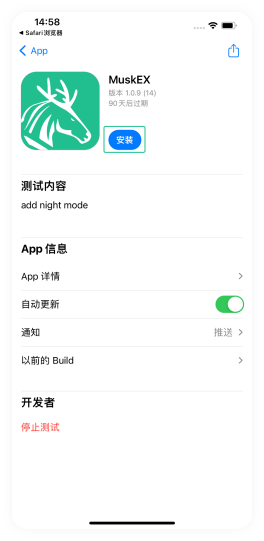 14:58
Safari浏览器
App
MuskEX
版本 1.0.9 (14)
90 天后过期
安装
测试内容
add night mode
App 信息
App 详情
自动更新
通知 推送
以前的 Build
开发者
停止测试